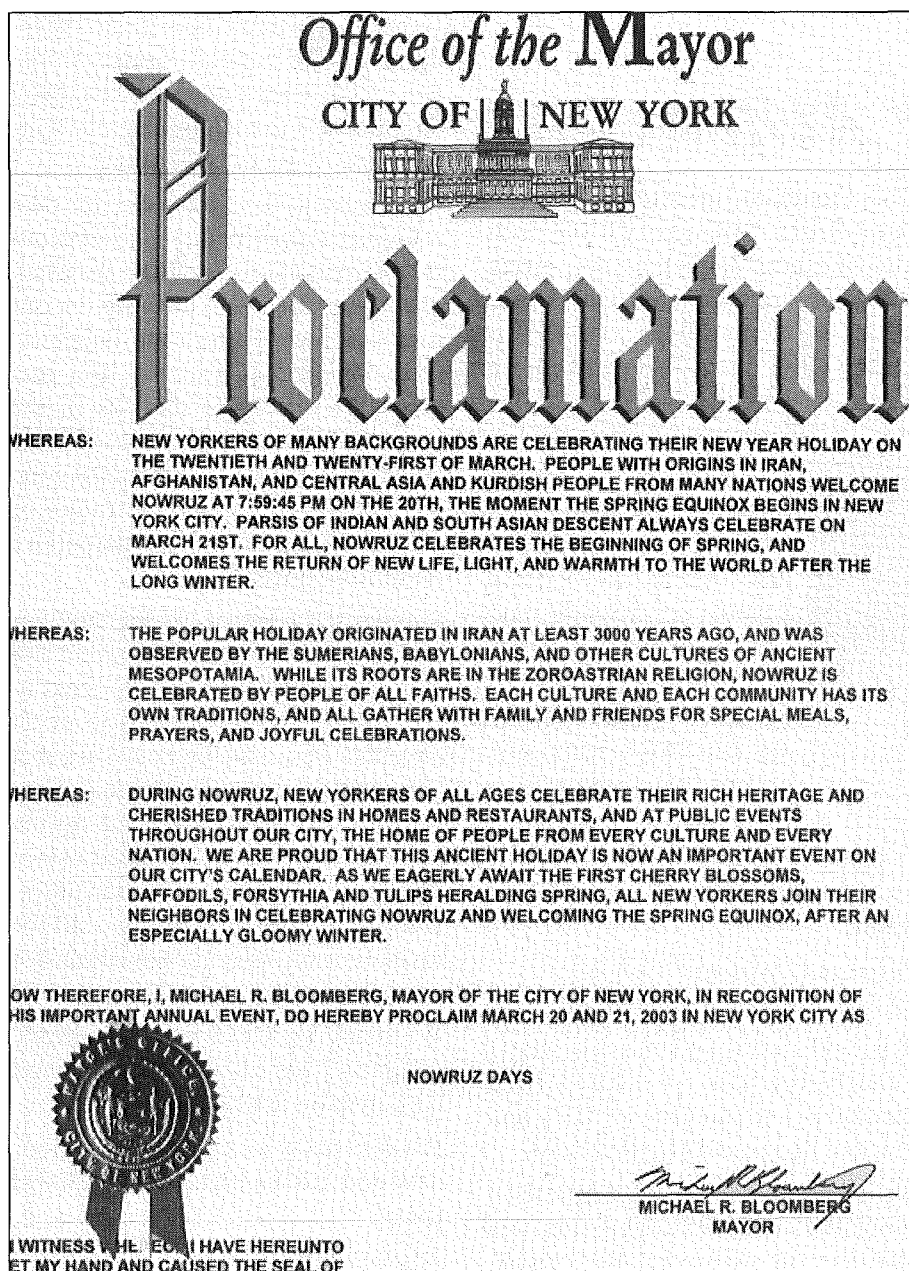 Office of the Mayor
CITY OF NEW YORK
Proclamation
WHEREAS: NEW YORKERS OF MANY BACKGROUNDS ARE CELEBRATING THEIR NEW YEAR HOLIDAY ON
THE TWENTIETH AND TWENTY-FIRST OF MARCH. PEOPLE WITH ORIGINS IN IRAN,
AFGHANISTAN, AND CENTRAL ASIA AND KURDISH PEOPLE FROM MANY NATIONS WELCOME
NOWRUZ AT 7:59:45 PM ON THE 20TH, THE MOMENT THE SPRING EQUINOX BEGINS IN NEW
YORK CITY. PARSIS OF INDIAN AND SOUTH ASIAN DESCENT ALWAYS CELEBRATE ON
MARCH 21ST. FOR ALL, NOWRUZ CELEBRATES THE BEGINNING OF SPRING, AND
WELCOMES THE RETURN OF NEW LIFE, LIGHT, AND WARMTH TO THE WORLD AFTER THE
LONG WINTER.
HEREAS: THE POPULAR HOLIDAY ORIGINATED IN IRAN AT LEAST 3000 YEARS AGO, AND WAS
OBSERVED BY THE SUMERIANS, BABYLONIANS, AND OTHER CULTURES OF ANCIENT
MESOPOTAMIA. WHILE ITS ROOTS ARE IN THE ZOROASTRIAN RELIGION, NOWRUZ IS
CELEBRATED BY PEOPLE OF ALL FAITHS. EACH CULTURE AND EACH COMMUNITY HAS ITS
OWN TRADITIONS, AND ALL GATHER WITH FAMILY AND FRIENDS FOR SPECIAL MEALS,
PRAYERS, AND JOYFUL CELEBRATIONS.
HEREAS: DURING NOWRUZ, NEW YORKERS OF ALL AGES CELEBRATE THEIR RICH HERITAGE AND
CHERISHED TRADITIONS IN HOMES AND RESTAURANTS, AND AT PUBLIC EVENTS
THROUGHOUT OUR CITY, THE HOME OF PEOPLE FROM EVERY CULTURE AND EVERY
NATION. WE ARE PROUD THAT THIS ANCIENT HOLIDAY IS NOW AN IMPORTANT EVENT ON
OUR CITY'S CALENDAR. AS WE EAGERLY AWAIT THE FIRST CHERRY BLOSSOMS,
DAFFODILS, FORSYTHIA AND TULIPS HERALDING SPRING, ALL NEW YORKERS JOIN THEIR
NEIGHBORS IN CELEBRATING NOWRUZ AND WELCOMING THE SPRING EQUINOX, AFTER AN
ESPECIALLY GLOOMY WINTER.
OW THEREFORE, I, MICHAEL R. BLOOMBERG, MAYOR OF THE CITY OF NEW YORK, IN RECOGNITION OF
HIS IMPORTANT ANNUAL EVENT, DO HEREBY PROCLAIM MARCH 20 AND 21, 2003 IN NEW YORK CITY AS
NOWRUZ DAYS
MICHAEL R. BLOOMBERG
MAYOR
WITNESS I HAVE HEREUNTO
ET MY HAND AND CAUSED THE SEAL OF